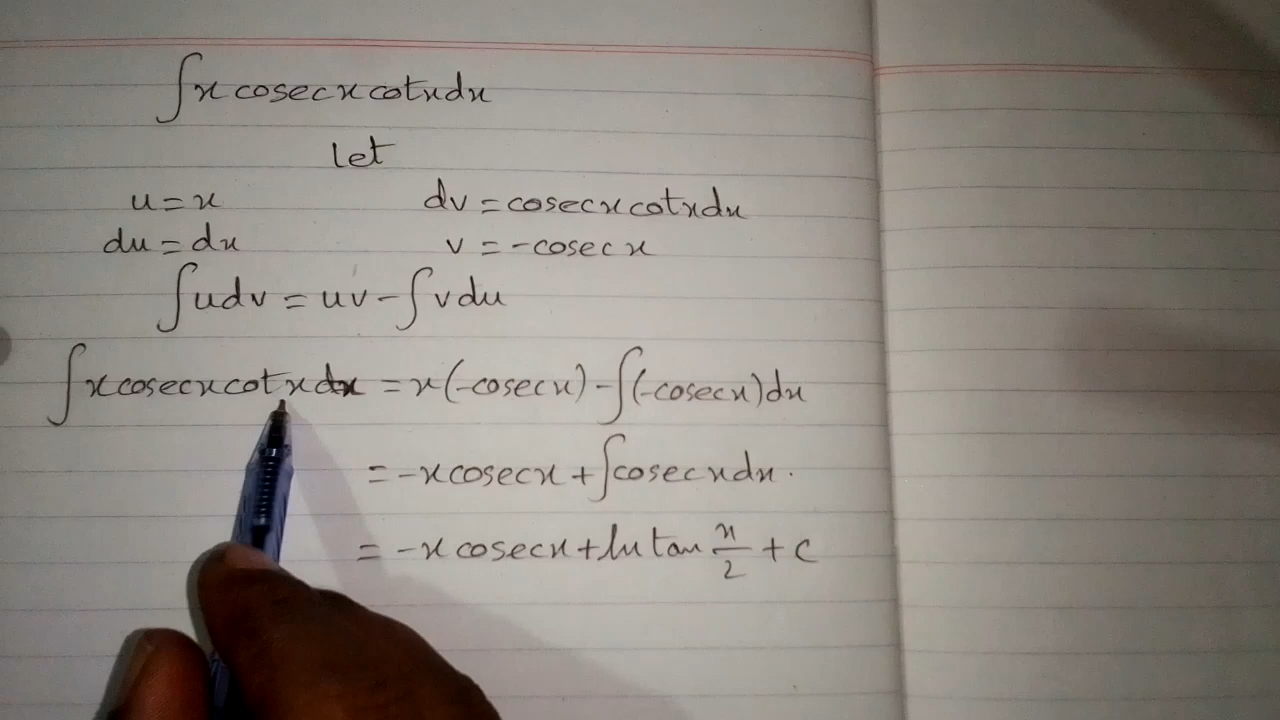 ∫x cosecx cotx dx
let
u = x dv = cosecx cotx dx
du = dx v = -cosec x
∫udv = uv - ∫vdu
∫x cosecx cotx dx = x(-cosecx) - ∫(-cosecx)dx
= -x cosecx + ∫cosecx dx.
= -x cosecx + ln tan x/2 + c